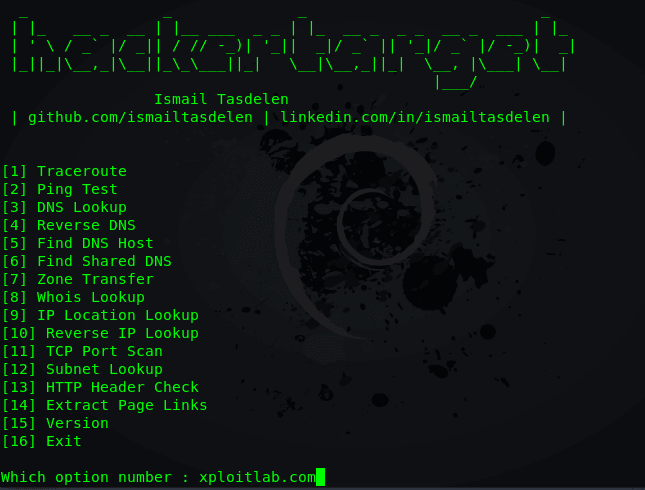 hackertarget
Ismail Tasdelen
| github.com/ismailtasdelen | linkedin.com/in/ismailtasdelen |
[1] Traceroute
[2] Ping Test
[3] DNS Lookup
[4] Reverse DNS
[5] Find DNS Host
[6] Find Shared DNS
[7] Zone Transfer
[8] Whois Lookup
[9] IP Location Lookup
[10] Reverse IP Lookup
[11] TCP Port Scan
[12] Subnet Lookup
[13] HTTP Header Check
[14] Extract Page Links
[15] Version
[16] Exit
Which option number : xploitlab.com